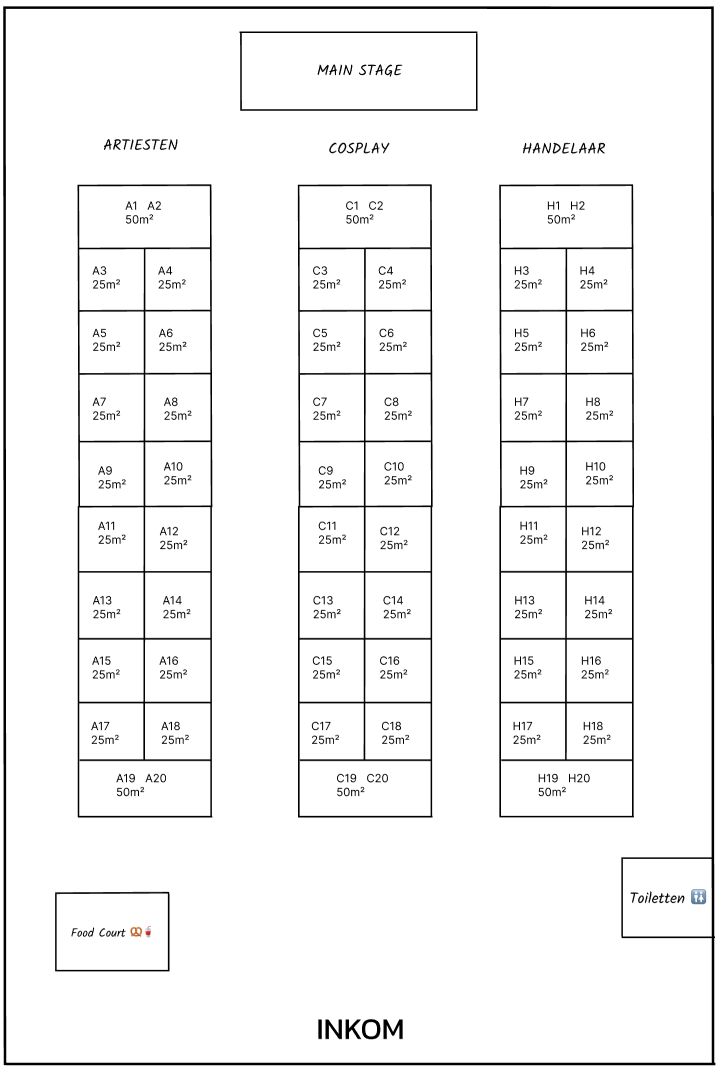 MAIN STAGE
ARTIESTEN
COSPLAY
HANDELAAR
A1 A2
50m²
A3
25m²
A4
25m²
A5
25m²
A6
25m²
A7
25m²
A8
25m²
A9
25m²
A10
25m²
A11
25m²
A12
25m²
A13
25m²
A14
25m²
A15
25m²
A16
25m²
A17
25m²
A18
25m²
A19 A20
50m²
C1 C2
50m²
C3
25m²
C4
25m²
C5
25m²
C6
25m²
C7
25m²
C8
25m²
C9
25m²
C10
25m²
C11
25m²
C12
25m²
C13
25m²
C14
25m²
C15
25m²
C16
25m²
C17
25m²
C18
25m²
C19 C20
50m²
H1 H2
50m²
H3
25m²
H4
25m²
H5
25m²
H6
25m²
H7
25m²
H8
25m²
H9
25m²
H10
25m²
H11
25m²
H12
25m²
H13
25m²
H14
25m²
H15
25m²
H16
25m²
H17
25m²
H18
25m²
H19 H20
50m²
Toiletten 🚻
Food Court 🥨🥤
INKOM